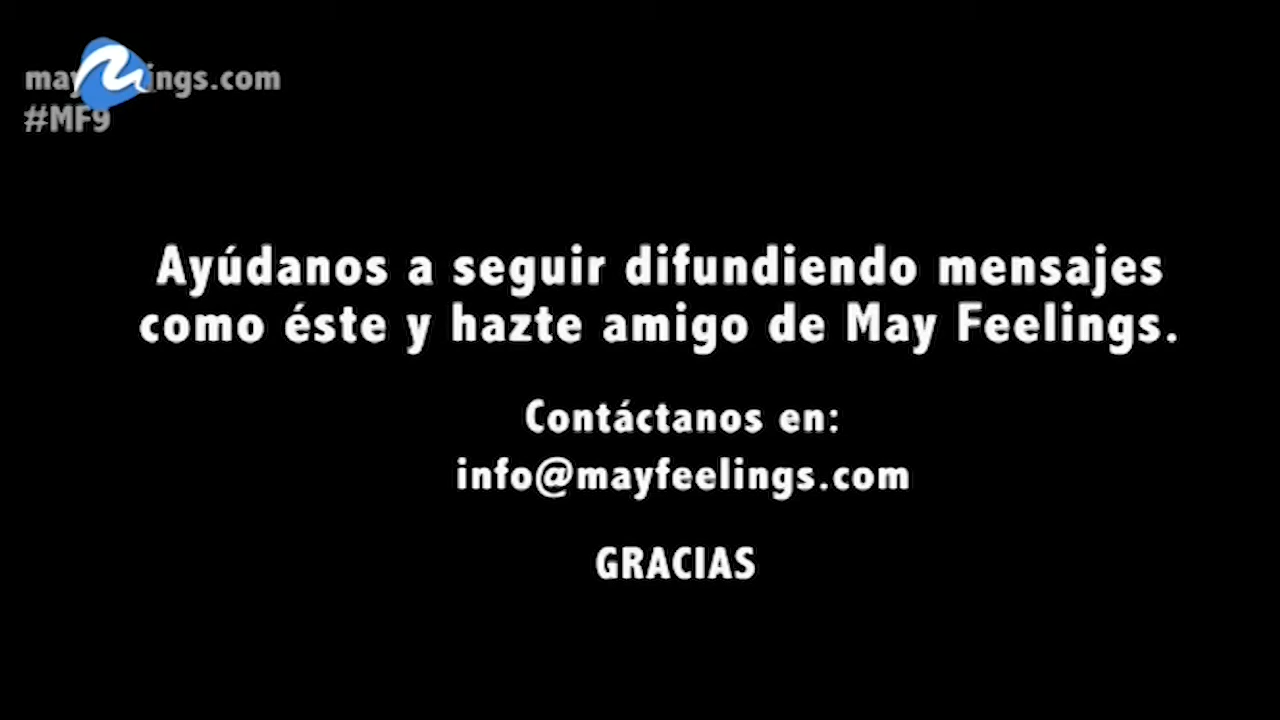 #MF9
Ayúdanos a seguir difundiendo mensajes
como éste y hazte amigo de May Feelings.
Contáctanos en:
info@mayfeelings.com
GRACIAS